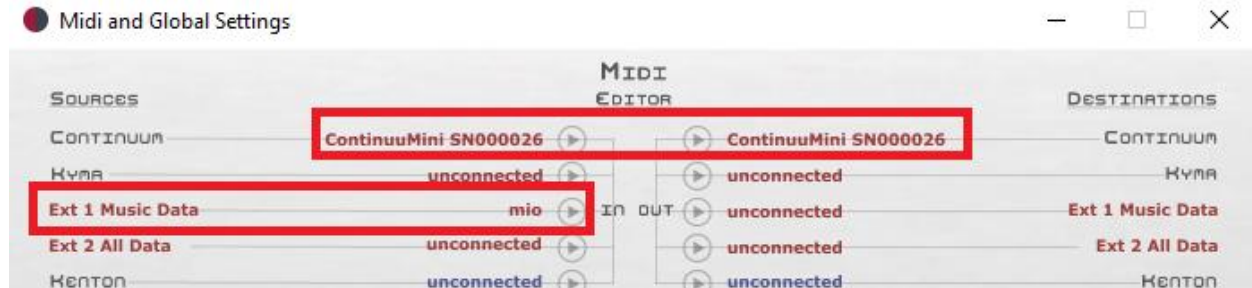 Midi and Global Settings
Midi
Sources Editor Destinations
Continuum ContinuuMini SN000026 ContinuuMini SN000026 Continuum
Kyma unconnected unconnected Kyma
Ext 1 Music Data mio In Out unconnected Ext 1 Music Data
Ext 2 All Data unconnected unconnected Ext 2 All Data
Kenton unconnected unconnected Kenton